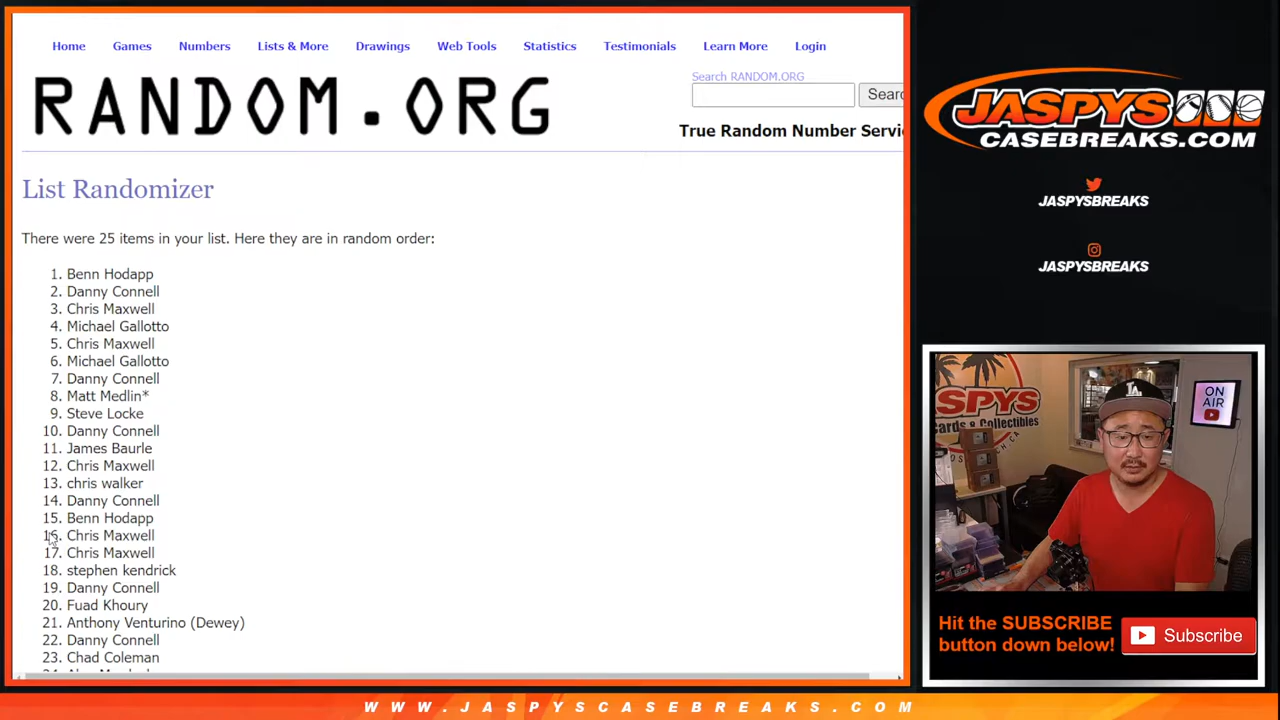 Home Games Numbers Lists & More Drawings Web Tools Statistics Testimonials Learn More Login
RANDOM.ORG
Search RANDOM.ORG
Searc
True Random Number Servi
List Randomizer
There were 25 items in your list. Here they are in random order:
1. Benn Hodapp
2. Danny Connell
3. Chris Maxwell
4. Michael Gallotto
5. Chris Maxwell
6. Michael Gallotto
7. Danny Connell
8. Matt Medlin*
9. Steve Locke
10. Danny Connell
11. James Baurle
12. Chris Maxwell
13. chris walker
14. Danny Connell
15. Benn Hodapp
16. Chris Maxwell
17. Chris Maxwell
18. stephen kendrick
19. Danny Connell
20. Fuad Khoury
21. Anthony Venturino (Dewey)
22. Danny Connell
23. Chad Coleman
JASPYS
CASEBREAKS.COM
JASPYSBREAKS
JASPYSBREAKS
SPYS
ards & Collectibles
ON
AIR
LA
Hit the SUBSCRIBE
button down below!
Subscribe
WWW.JASPYSCASEBREAKS.COM